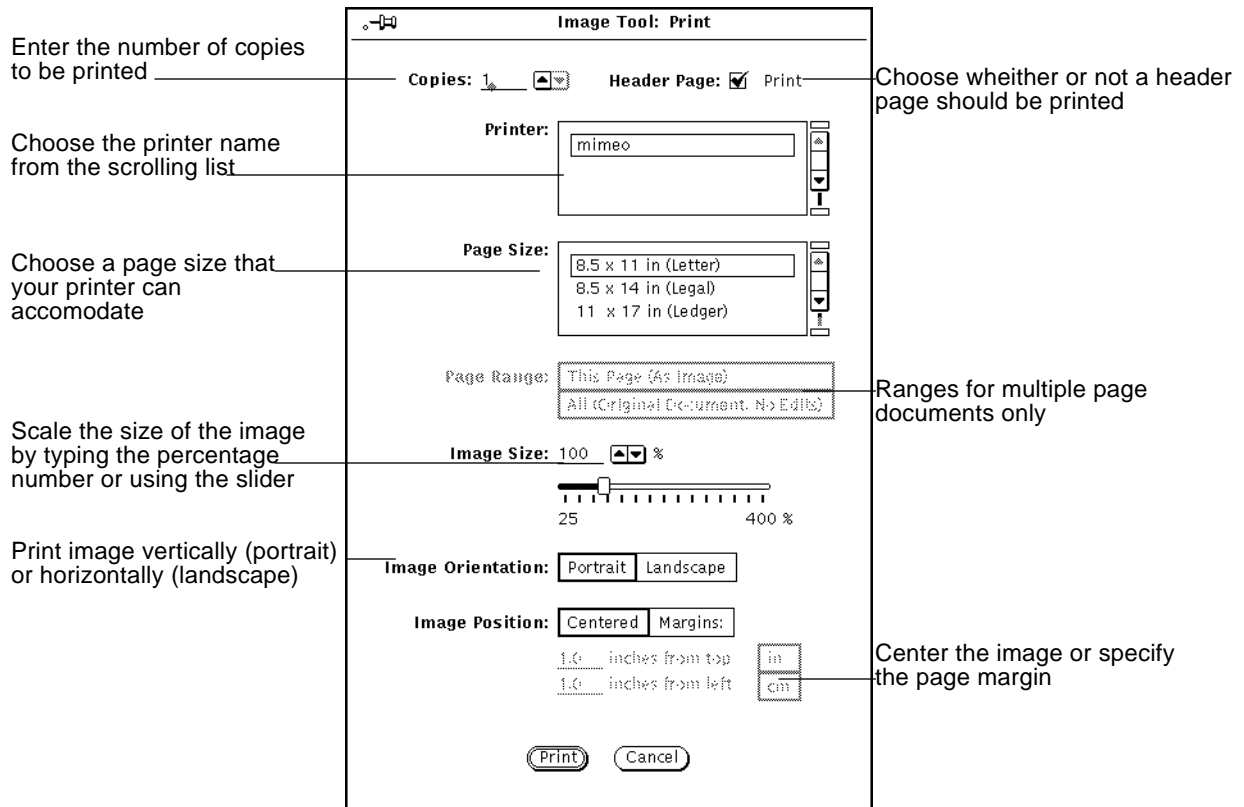 Image Tool: Print
Enter the number of copies
to be printed
Copies: 1
Header Page: Print
Choose wheither or not a header
page should be printed
Choose the printer name
from the scrolling list
Printer:
mimeo
Choose a page size that
your printer can
accomodate
Page Size:
8.5 x 11 in (Letter)
8.5 x 14 in (Legal)
11 x 17 in (Ledger)
Page Range:
This Page (As Image)
All (Original Document, No Edits)
Ranges for multiple page
documents only
Scale the size of the image
by typing the percentage
number or using the slider
Image Size: 100 %
25 400 %
Print image vertically (portrait)
or horizontally (landscape)
Image Orientation: Portrait Landscape
Image Position: Centered Margins:
1.0 inches from top in
1.0 inches from left cm
Center the image or specify
the page margin
Print Cancel